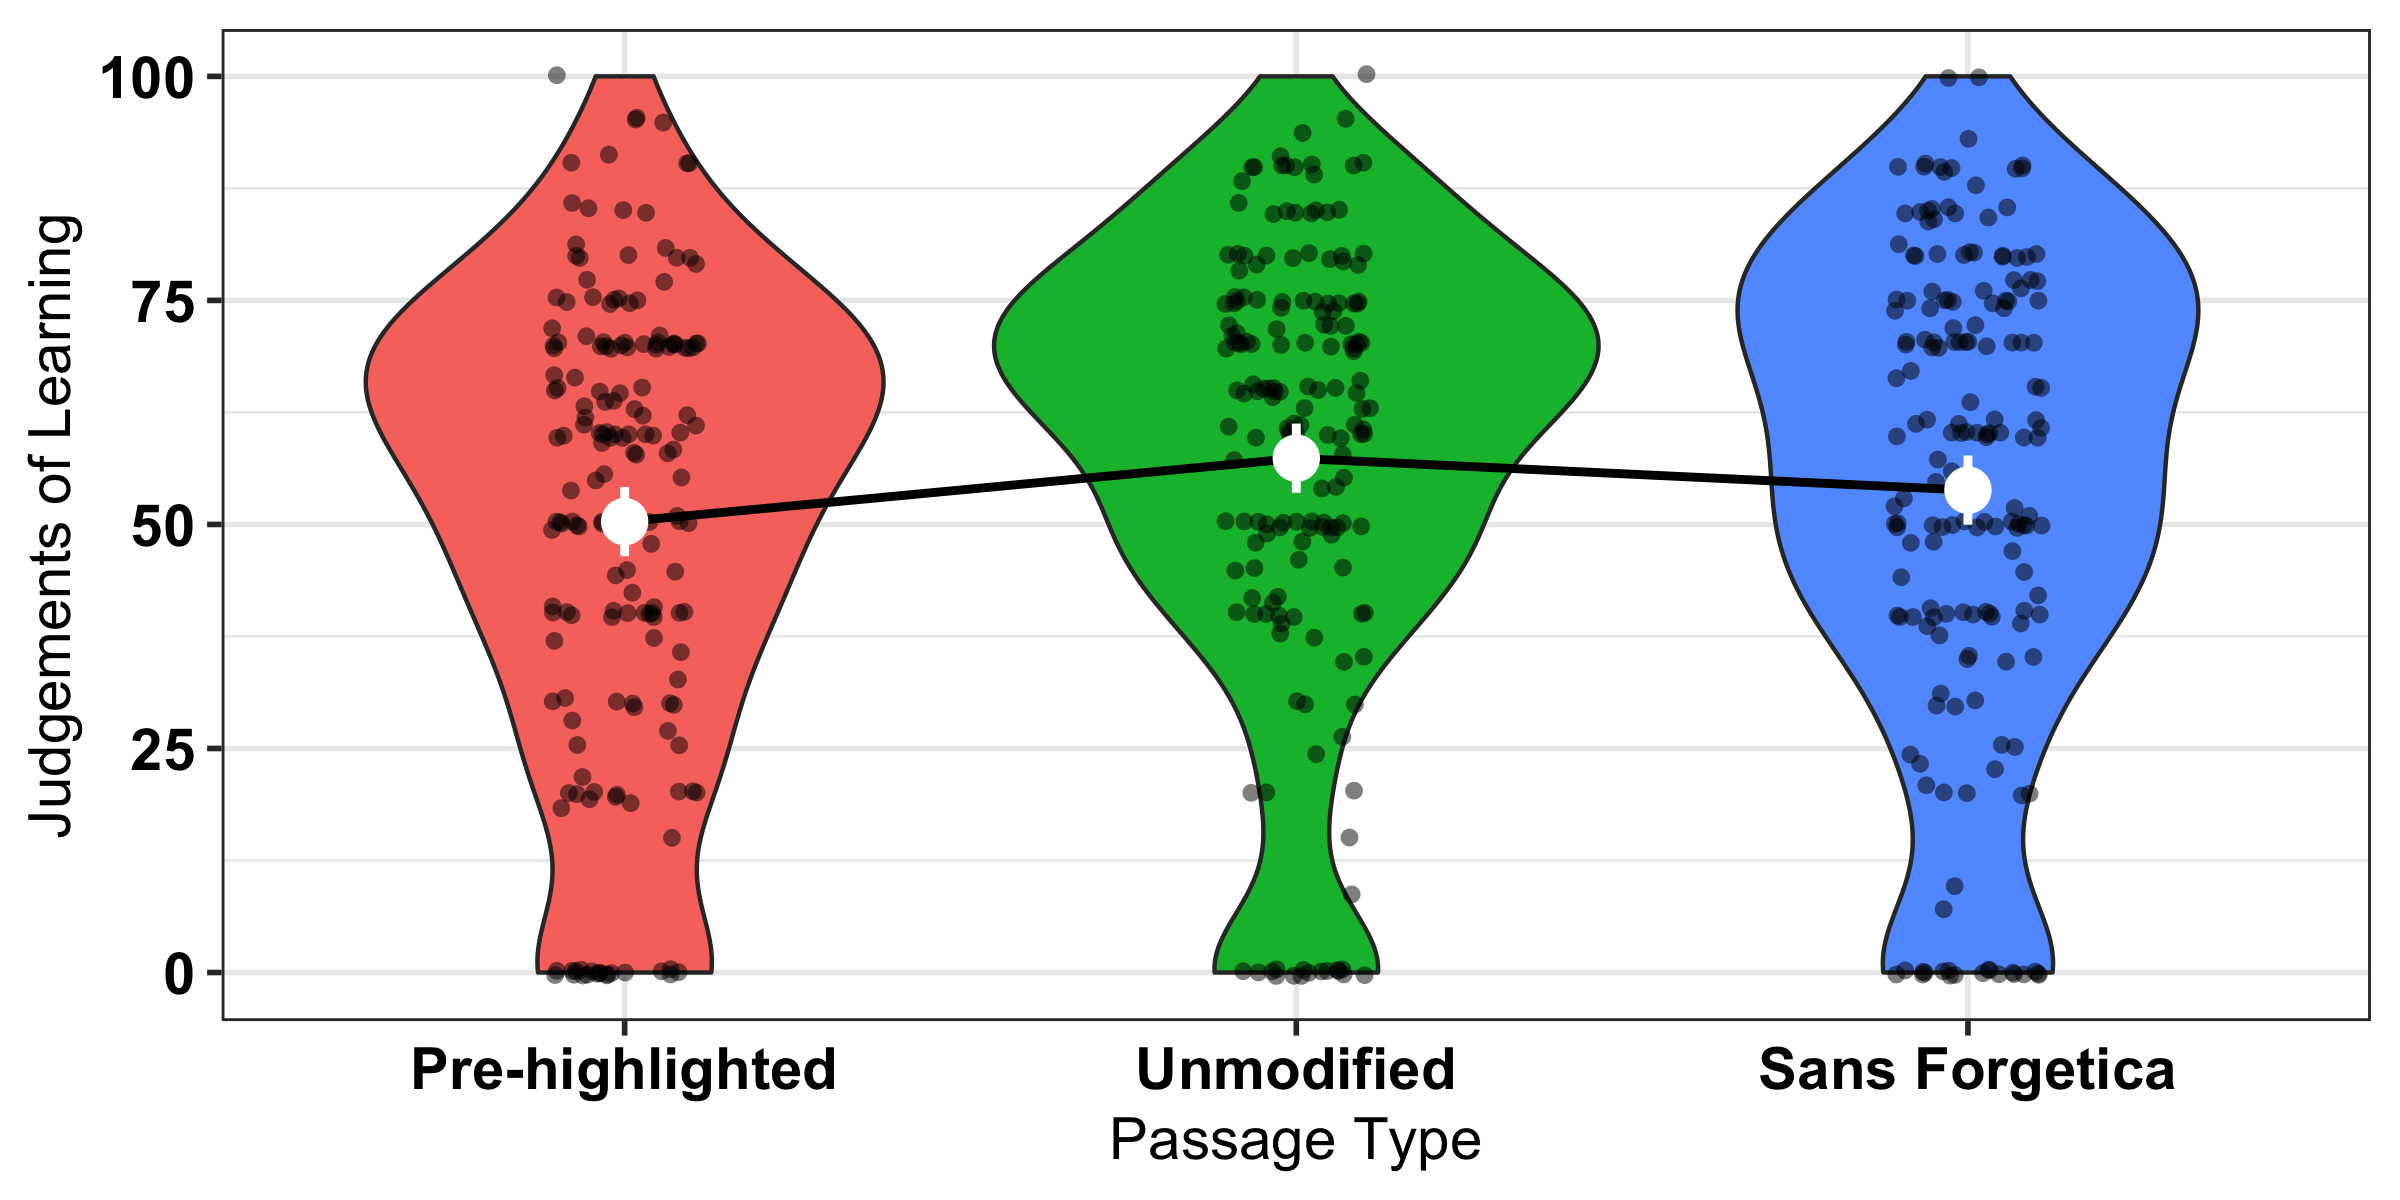 Judgements of Learning
100
75
50
25
0
Pre-highlighted
Unmodified
Sans Forgetica
Passage Type